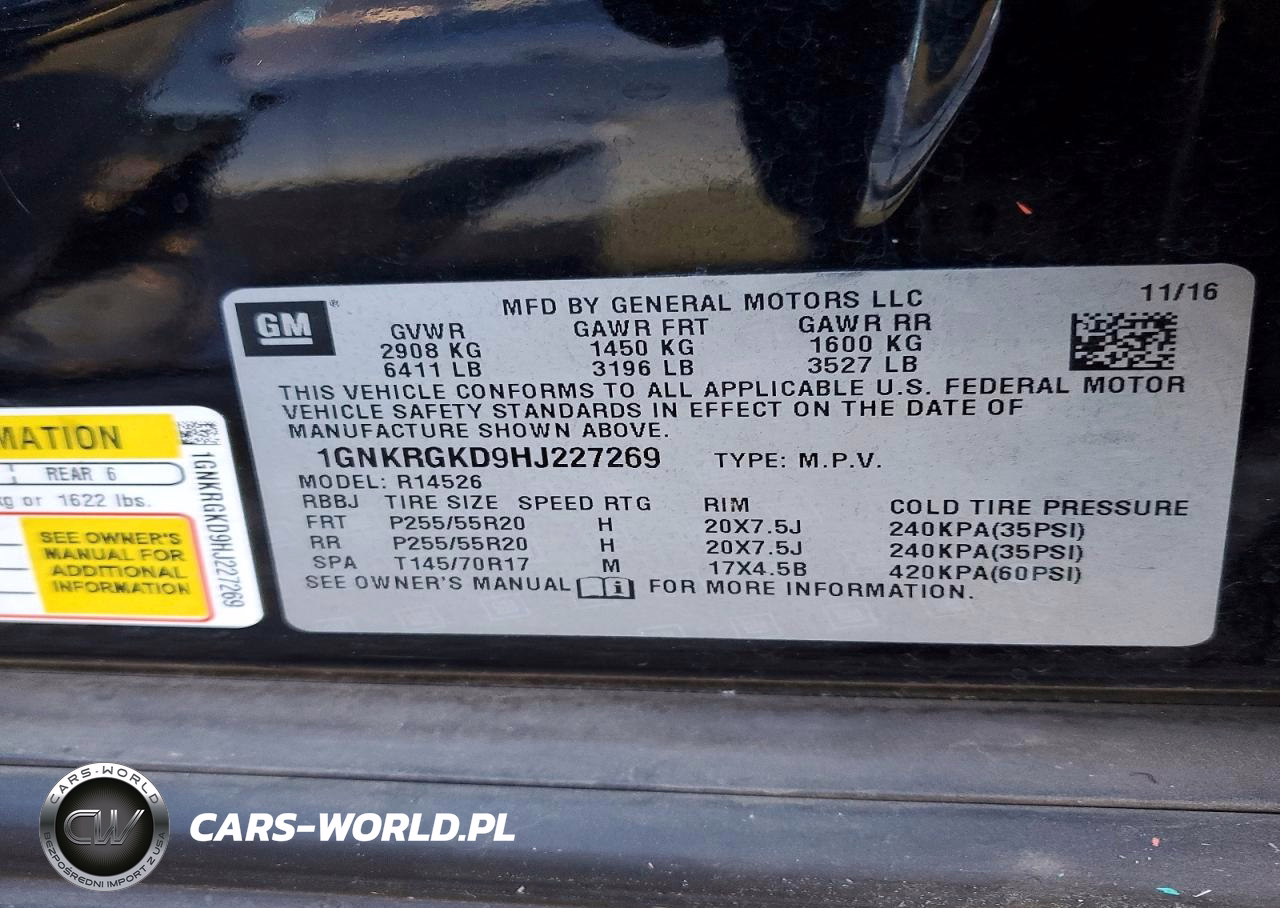 GM
®
MFD BY GENERAL MOTORS LLC
11/16
GVWR GAWR FRT GAWR RR
2908 KG 1450 KG 1600 KG
6411 LB 3196 LB 3527 LB
THIS VEHICLE CONFORMS TO ALL APPLICABLE U.S. FEDERAL MOTOR
VEHICLE SAFETY STANDARDS IN EFFECT ON THE DATE OF
MANUFACTURE SHOWN ABOVE.
1GNKRGKD9HJ227269 TYPE: M.P.V.
MODEL: R14526
RBBJ TIRE SIZE SPEED RTG RIM COLD TIRE PRESSURE
FRT P255/55R20 H 20X7.5J 240KPA(35PSI)
RR P255/55R20 H 20X7.5J 240KPA(35PSI)
SPA T145/70R17 M 17X4.5B 420KPA(60PSI)
SEE OWNER'S MANUAL i FOR MORE INFORMATION.
MATION
REAR 6
kg or 1622 lbs.
SEE OWNER'S
MANUAL FOR
ADDITIONAL
INFORMATION
1GNKRGKD9HJ227269
CARS-WORLD
CW
BEZPOŚREDNI IMPORT Z USA
CARS-WORLD.PL